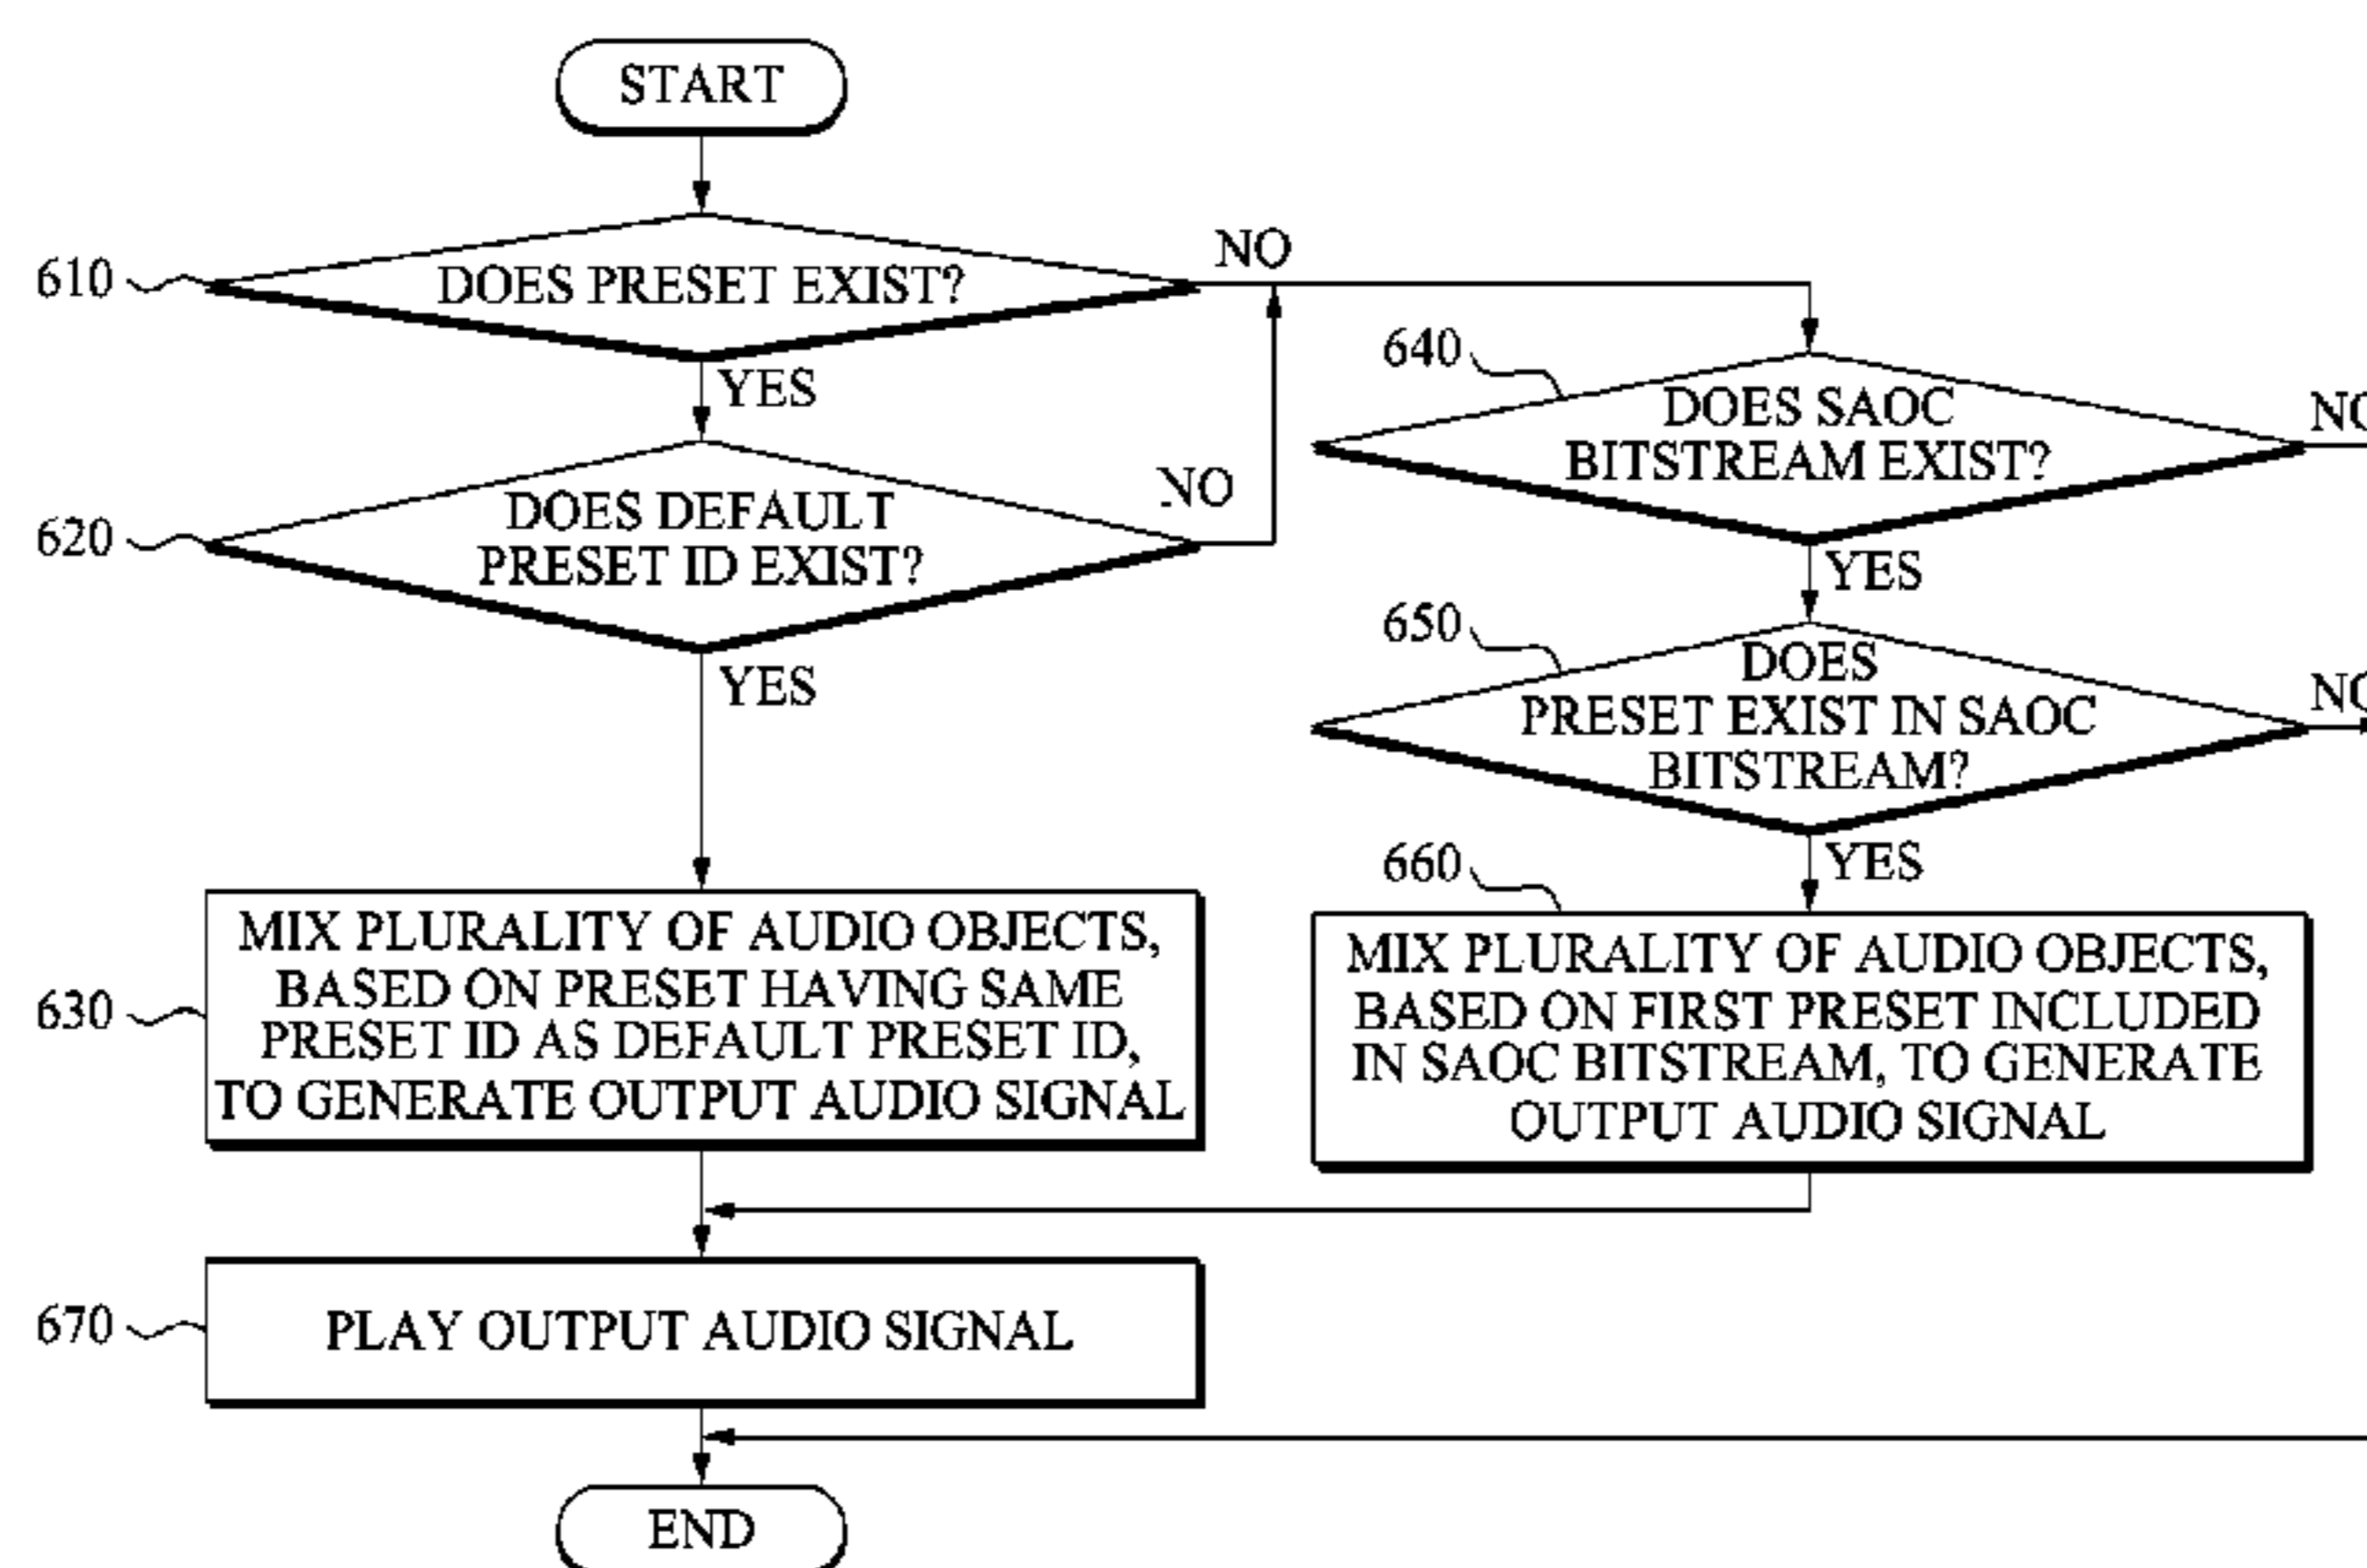 START
610
DOES PRESET EXIST?
NO
YES
620
DOES DEFAULT
PRESET ID EXIST?
NO
YES
630
MIX PLURALITY OF AUDIO OBJECTS,
BASED ON PRESET HAVING SAME
PRESET ID AS DEFAULT PRESET ID,
TO GENERATE OUTPUT AUDIO SIGNAL
640
DOES SAOC
BITSTREAM EXIST?
NO
YES
650
DOES
PRESET EXIST IN SAOC
BITSTREAM?
NO
YES
660
MIX PLURALITY OF AUDIO OBJECTS,
BASED ON FIRST PRESET INCLUDED
IN SAOC BITSTREAM, TO GENERATE
OUTPUT AUDIO SIGNAL
670
PLAY OUTPUT AUDIO SIGNAL
END